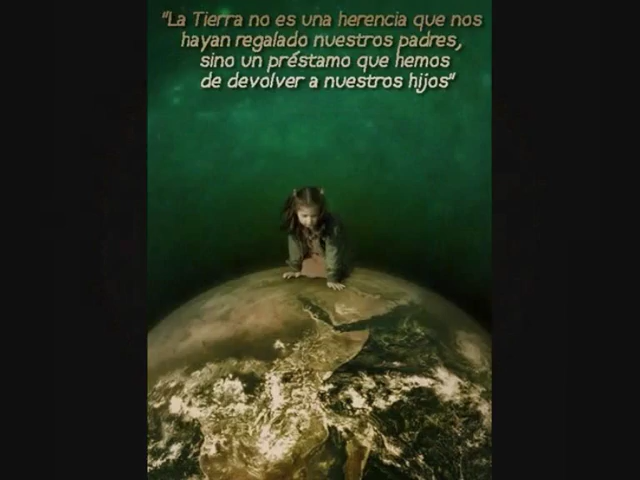 "La Tierra no es una herencia que nos
hayan regalado nuestros padres,
sino un préstamo que hemos
de devolver a nuestros hijos"